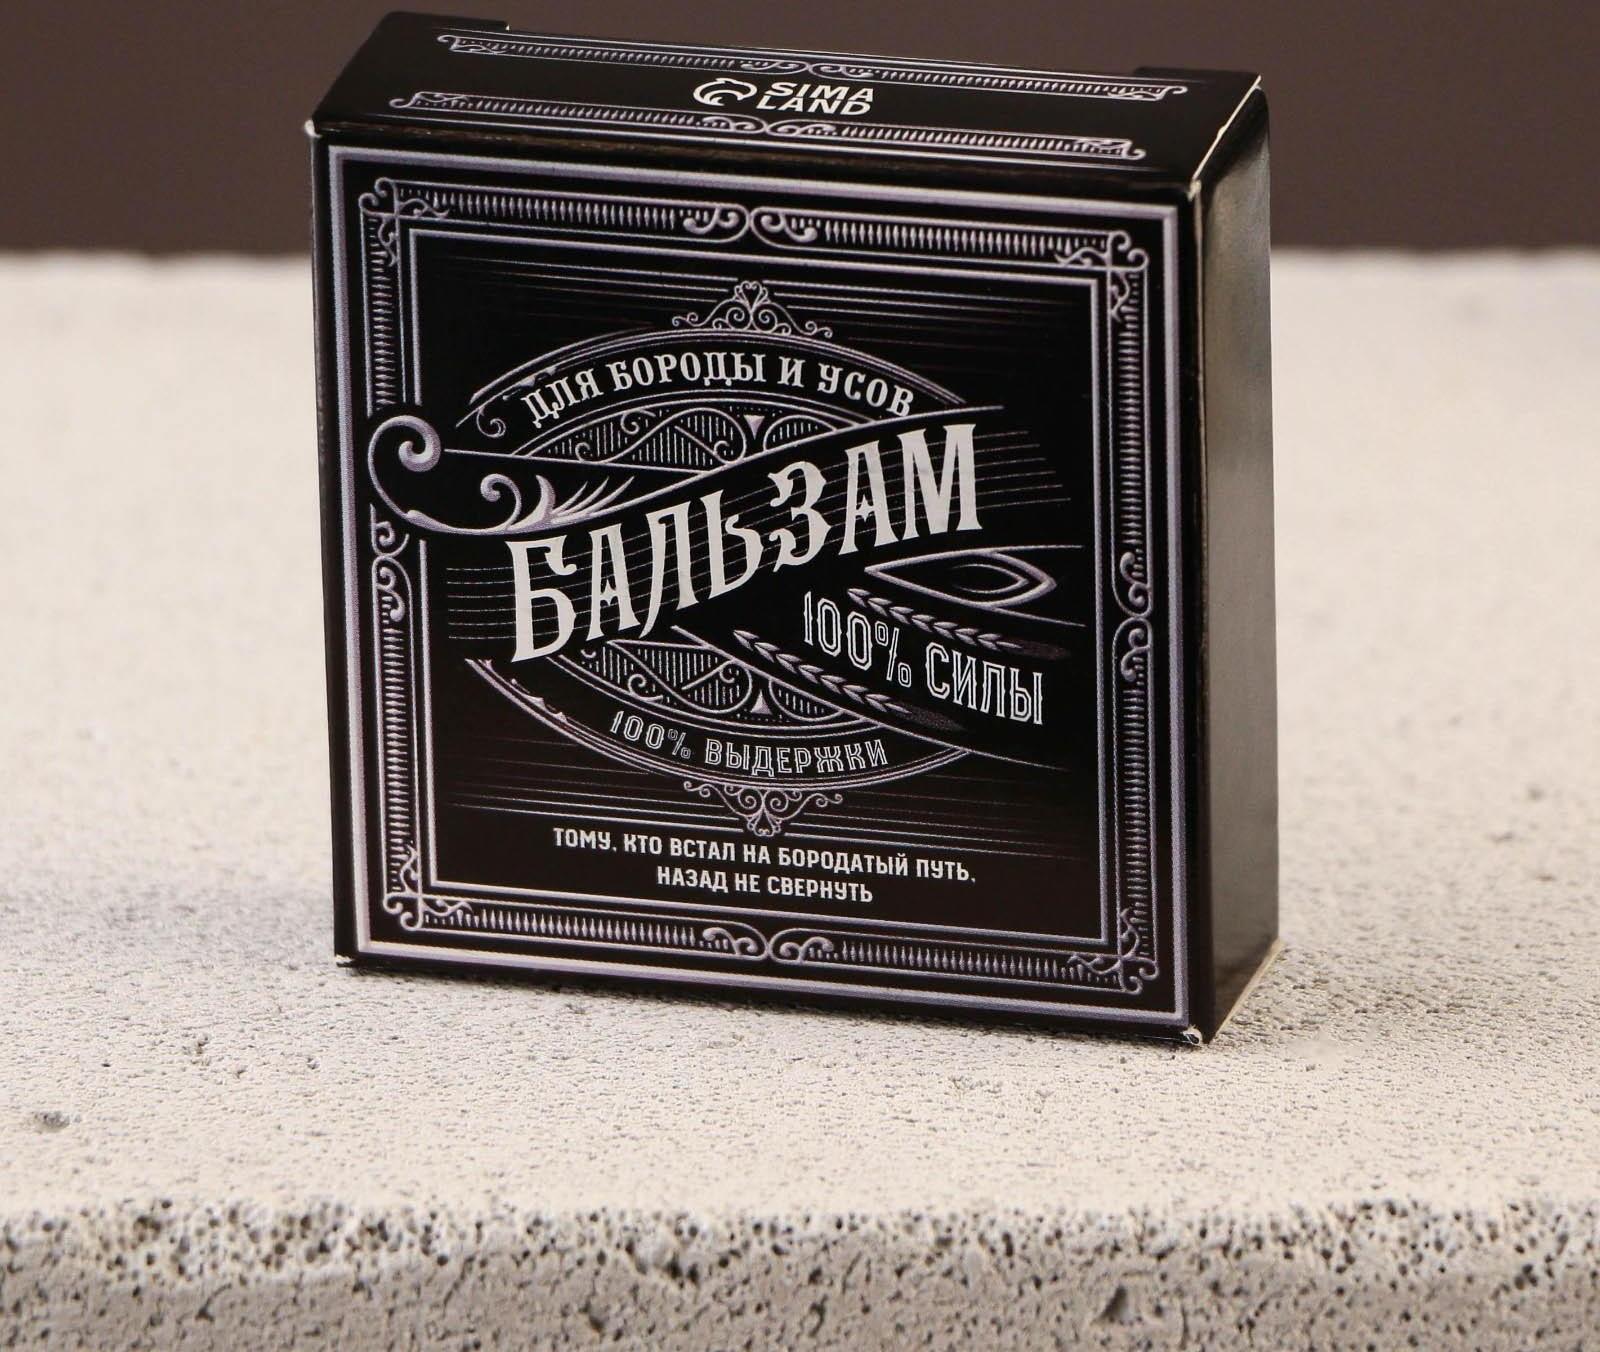 SIMA
LAND
ДЛЯ БОРОДЫ И УСОВ
БАЛЬЗАМ
100% СИЛЫ
100% ВЫДЕРЖКИ
ТОМУ, КТО ВСТАЛ НА БОРОДАТЫЙ ПУТЬ,
НАЗАД НЕ СВЕРНУТЬ